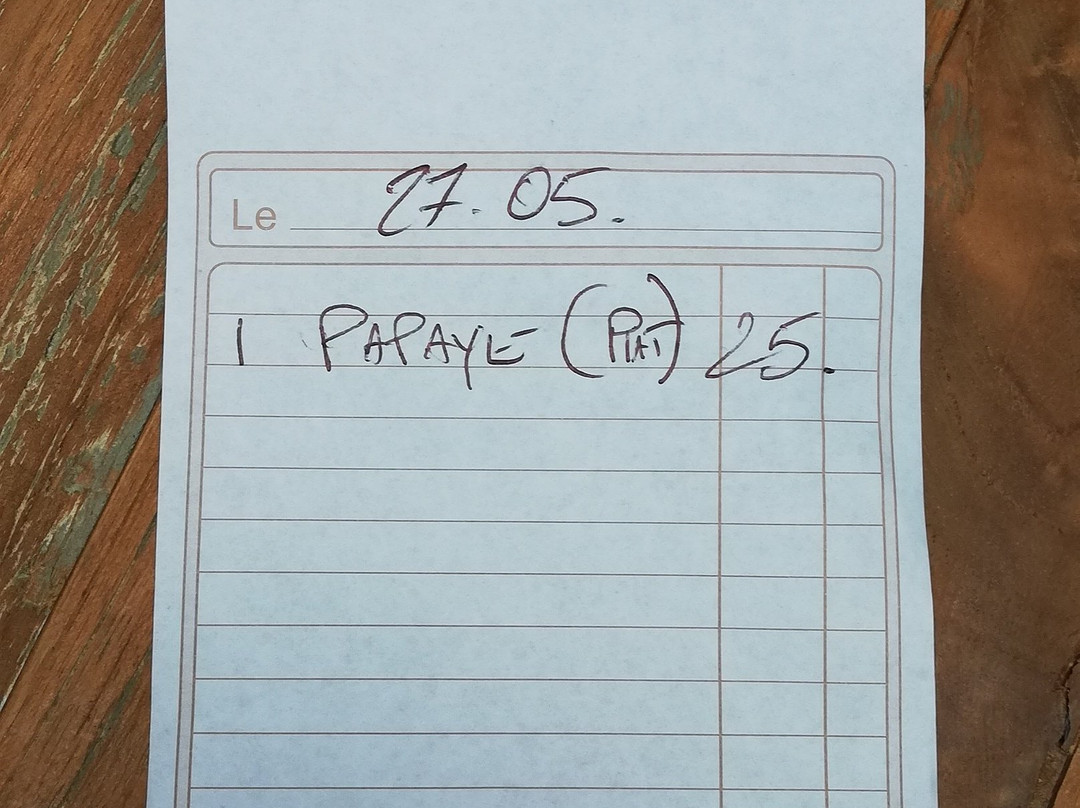 Le 27. 05.
1 PAPAYE (PLAT) 25.